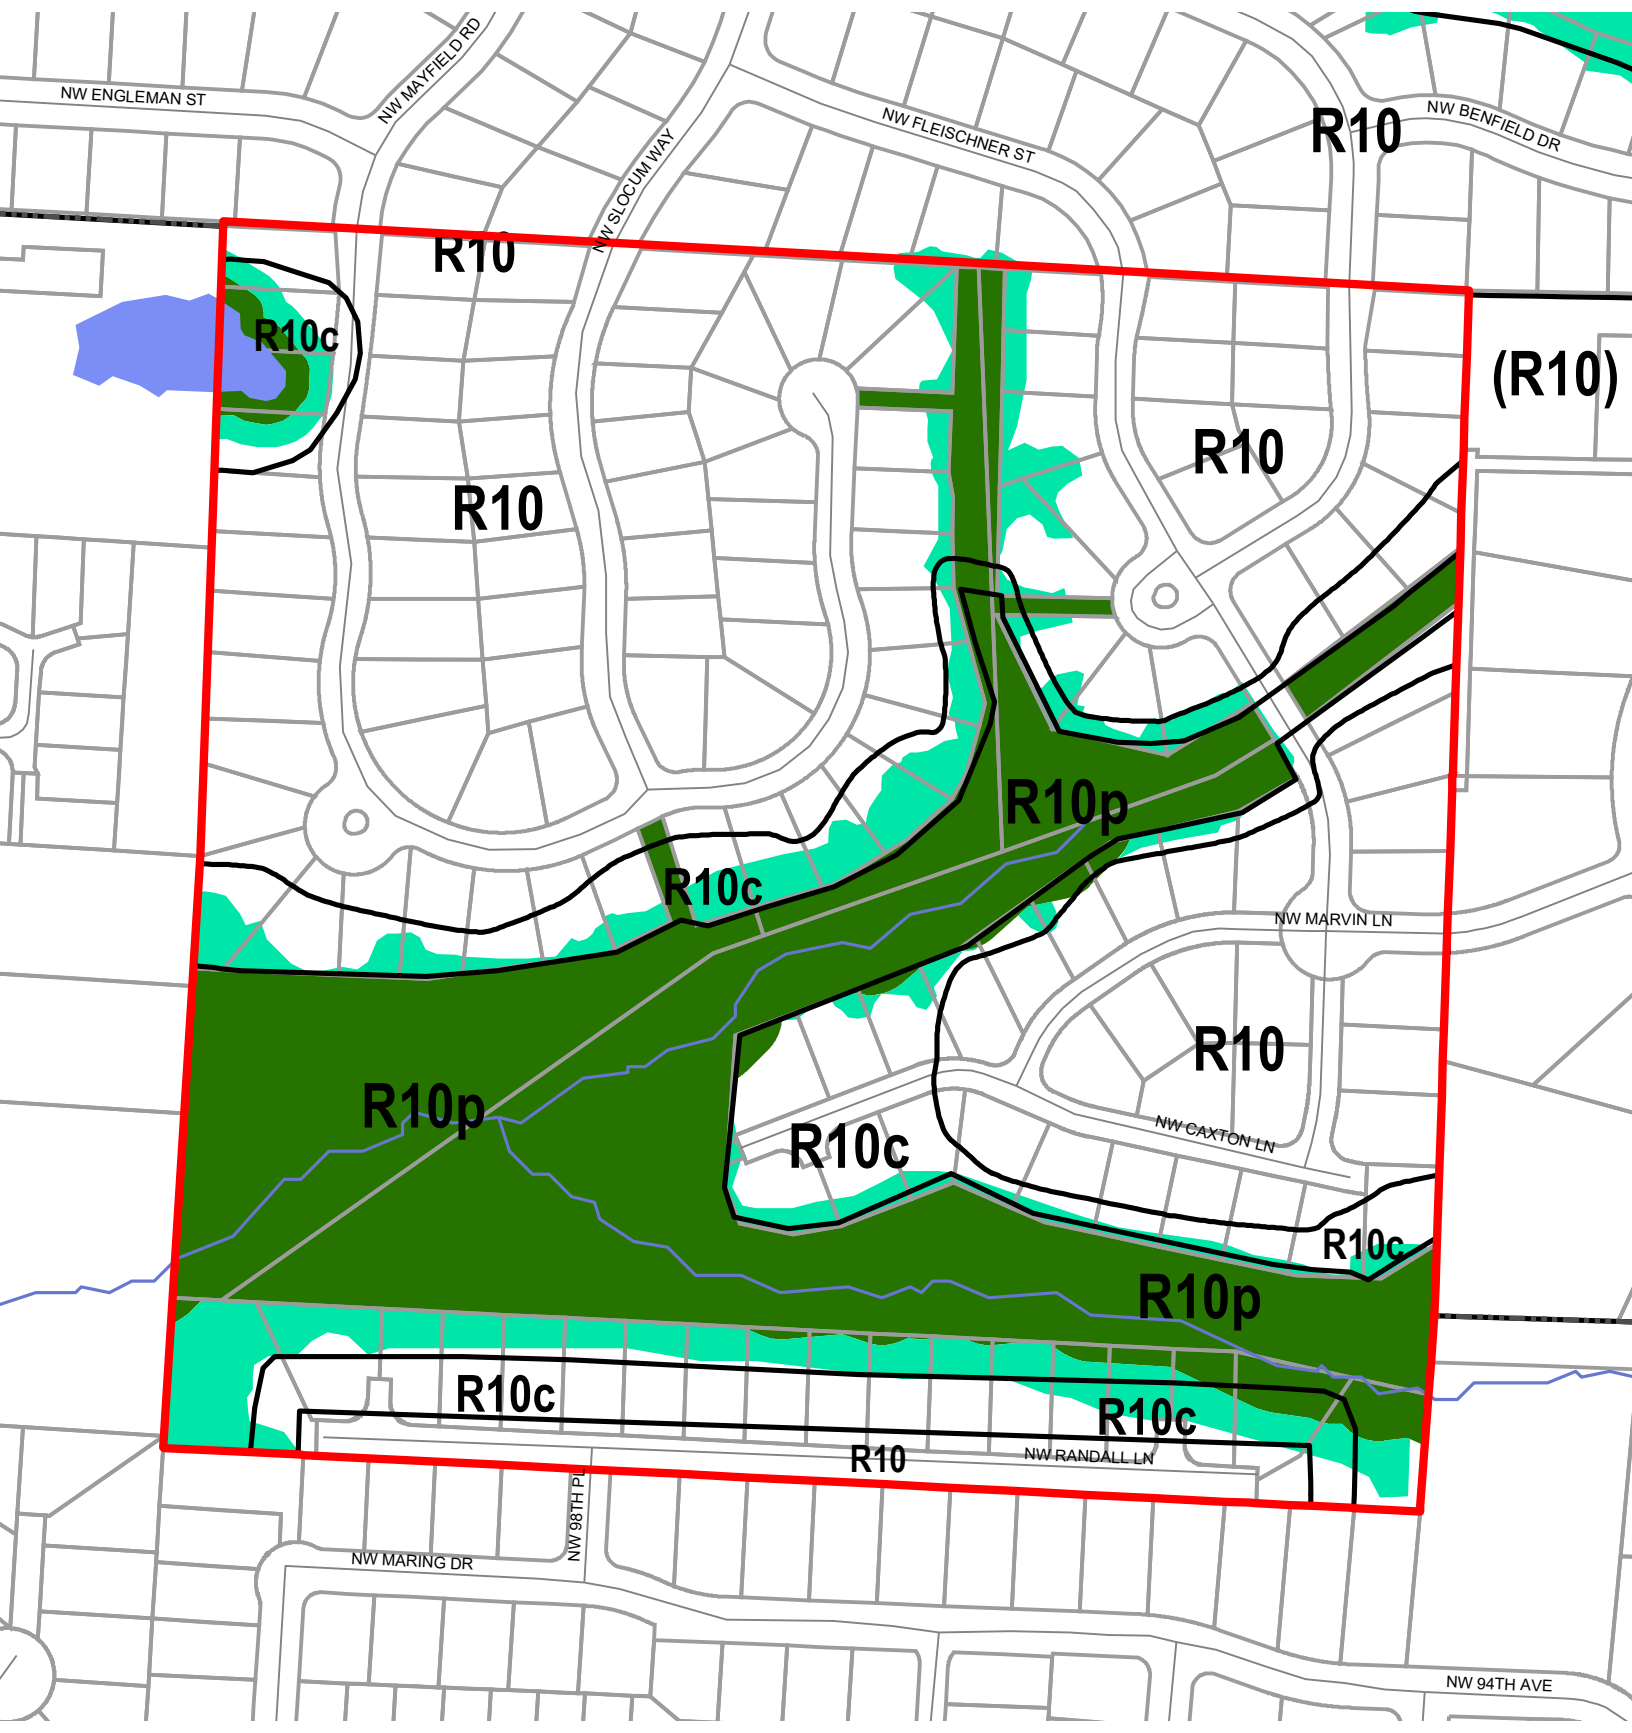 NW ENGLEMAN ST
NW MAYFIELD RD
NW SLOCUM WAY
NW FLEISCHNER ST
R10
NW BENFIELD DR
R10
R10c
(R10)
R10
R10
R10p
R10c
NW MARVIN LN
R10
R10p
R10c
NW CAXTON LN
R10c
R10p
R10c
R10c
R10
NW RANDALL LN
NW 98TH PL
NW MARING DR
NW 94TH AVE